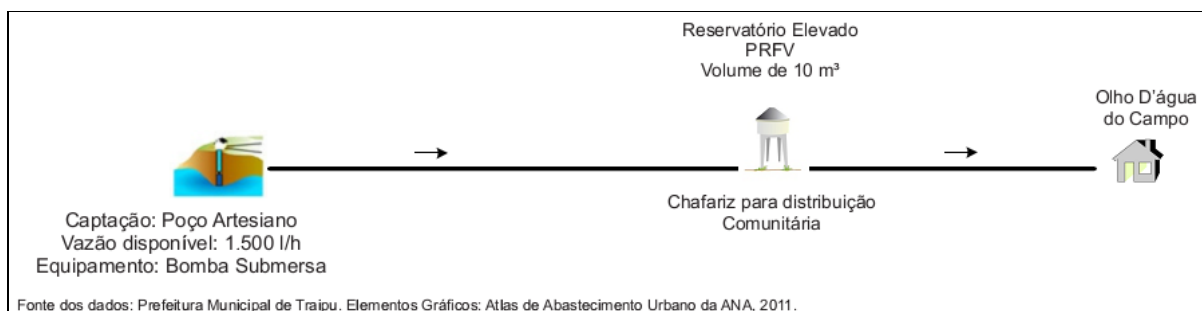 Reservatório Elevado
PRFV
Volume de 10 m³
Olho D'água
do Campo
Captação: Poço Artesiano
Vazão disponível: 1.500 l/h
Equipamento: Bomba Submersa
Chafariz para distribuição
Comunitária
Fonte dos dados: Prefeitura Municipal de Traipu. Elementos Gráficos: Atlas de Abastecimento Urbano da ANA, 2011.